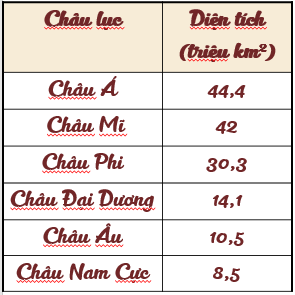 Châu lục Diện tích
(triệu km²)
Châu Á 44,4
Châu Mĩ 42
Châu Phi 30,3
Châu Đại Dương 14,1
Châu Âu 10,5
Châu Nam Cực 8,5